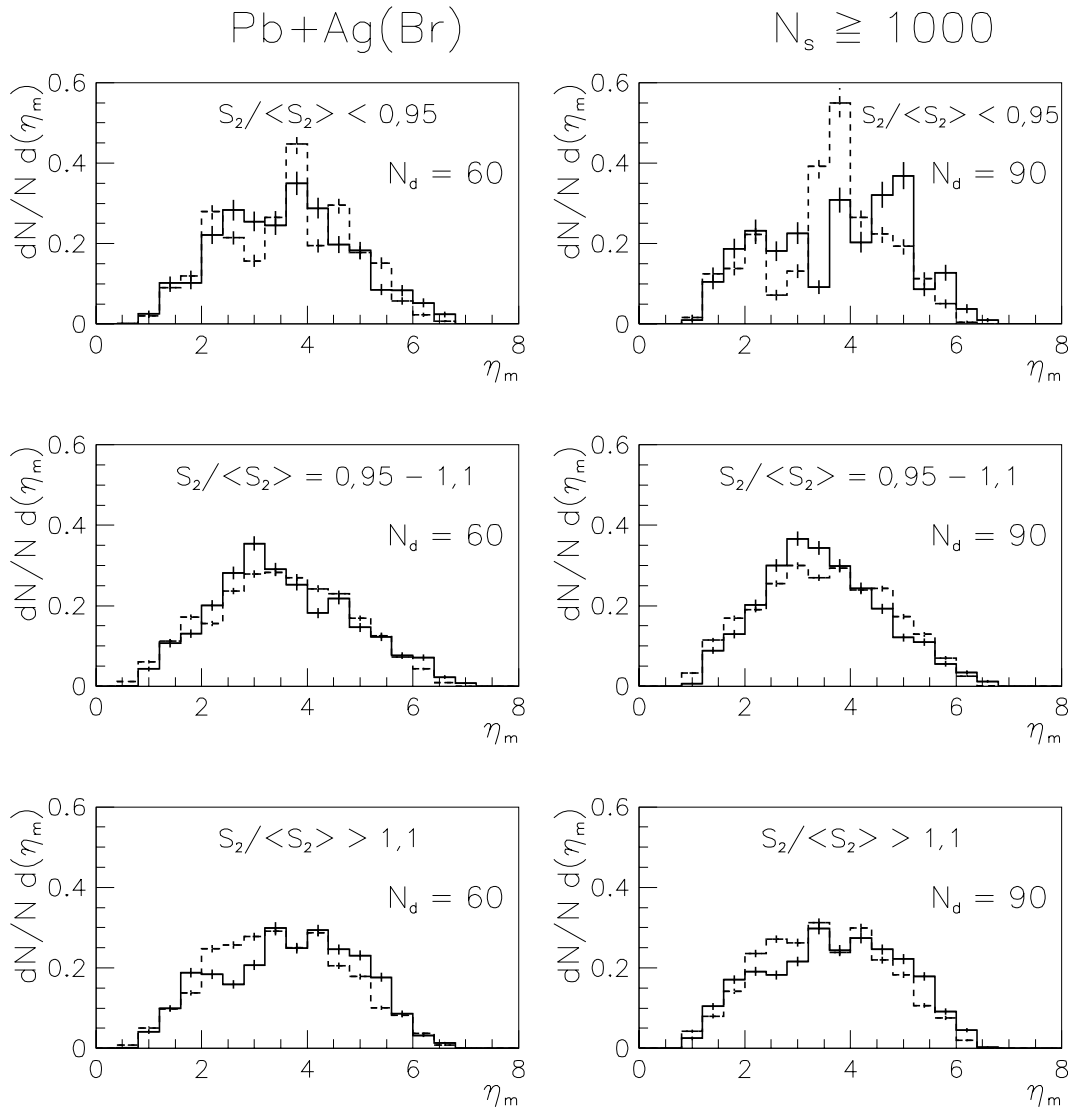 Pb+Ag(Br)
N_s ≧ 1000
dN/N d(η_m)
0.6
0.4
0.2
0
S_2/<S_2> < 0,95
N_d = 60
0 2 4 6 8
η_m
dN/N d(η_m)
0.6
0.4
0.2
0
S_2/<S_2> < 0,95
N_d = 90
0 2 4 6 8
η_m
dN/N d(η_m)
0.6
0.4
0.2
0
S_2/<S_2> = 0,95 − 1,1
N_d = 60
0 2 4 6 8
η_m
dN/N d(η_m)
0.6
0.4
0.2
0
S_2/<S_2> = 0,95 − 1,1
N_d = 90
0 2 4 6 8
η_m
dN/N d(η_m)
0.6
0.4
0.2
0
S_2/<S_2> > 1,1
N_d = 60
0 2 4 6 8
η_m
dN/N d(η_m)
0.6
0.4
0.2
0
S_2/<S_2> > 1,1
N_d = 90
0 2 4 6 8
η_m